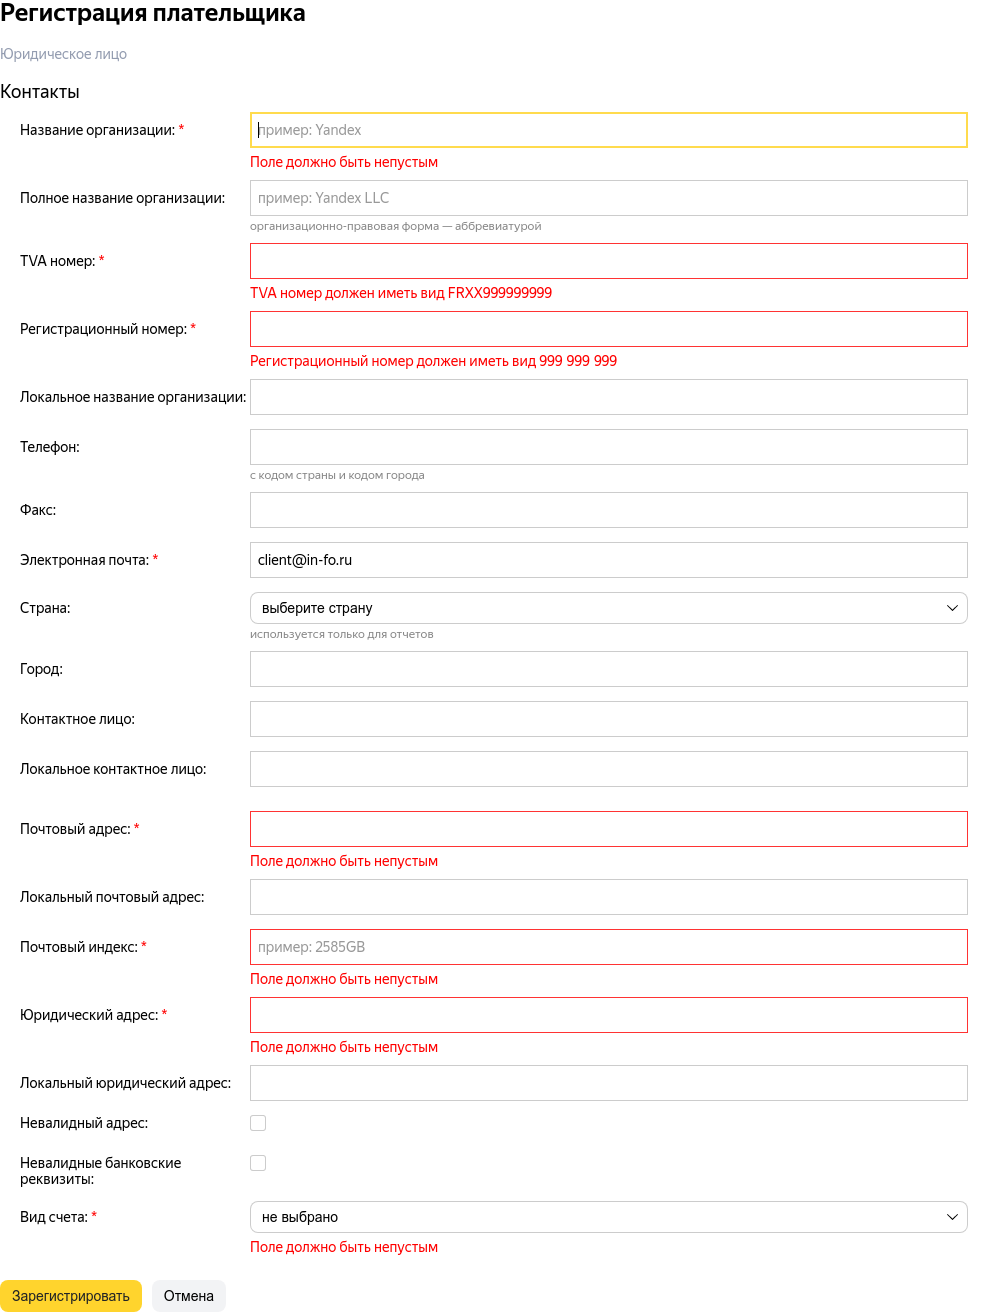 Регистрация плательщика
Юридическое лицо
Контакты
Название организации: *
пример: Yandex
Поле должно быть непустым
Полное название организации:
пример: Yandex LLC
организационно-правовая форма — аббревиатурой
TVA номер: *
TVA номер должен иметь вид FRXX999999999
Регистрационный номер: *
Регистрационный номер должен иметь вид 999 999 999
Локальное название организации:
Телефон:
с кодом страны и кодом города
Факс:
Электронная почта: *
client@in-fo.ru
Страна:
выберите страну
используется только для отчетов
Город:
Контактное лицо:
Локальное контактное лицо:
Почтовый адрес: *
Поле должно быть непустым
Локальный почтовый адрес:
Почтовый индекс: *
пример: 2585GB
Поле должно быть непустым
Юридический адрес: *
Поле должно быть непустым
Локальный юридический адрес:
Невалидный адрес:
Невалидные банковские
реквизиты:
Вид счета: *
не выбрано
Поле должно быть непустым
Зарегистрировать
Отмена